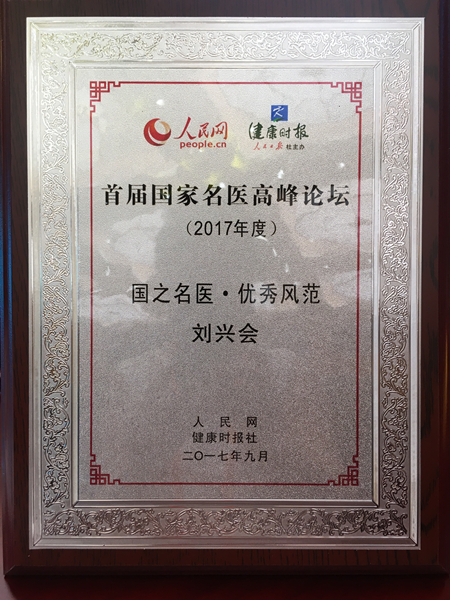 人民网
people.cn
健康时报
人民日报 社主办
首届国家名医高峰论坛
（2017年度）
国之名医·优秀风范
刘兴会
人民网
健康时报社
二〇一七年九月